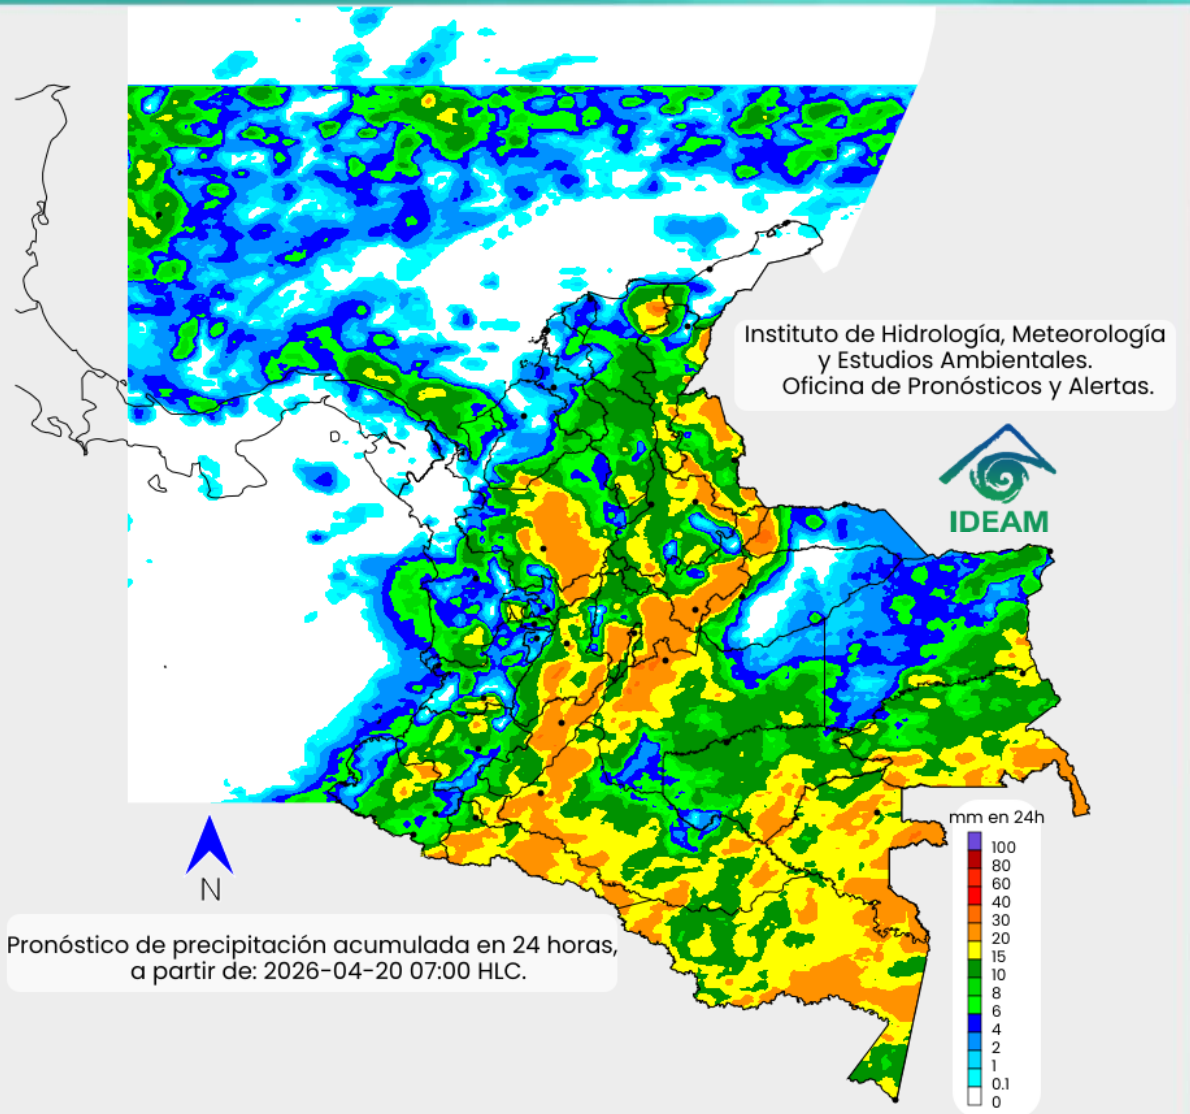 Instituto de Hidrología, Meteorología
y Estudios Ambientales.
Oficina de Pronósticos y Alertas.
IDEAM
N
Pronóstico de precipitación acumulada en 24 horas,
a partir de: 2026-04-20 07:00 HLC.
mm en 24h
100
80
60
40
30
20
15
10
8
6
4
2
1
0.1
0